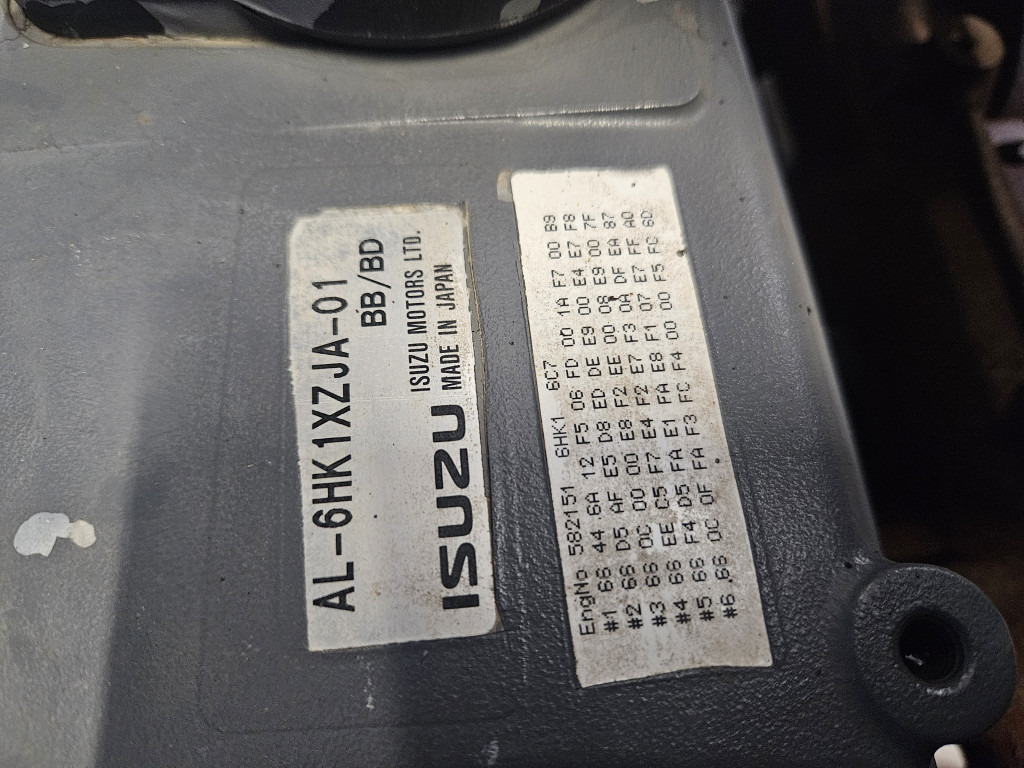 AL-6HK1XZJA-01
BB/BD
ISUZU ISUZU MOTORS LTD.
MADE IN JAPAN
EngNo 582151 6HK1 6C7
#1 66 44 6A 12 F5 06 FD 00 1A F7 00 B9
#2 66 D5 AF E5 D8 ED DE E9 00 E4 E7 F8
#3 66 0C 00 00 E8 F2 EE 00 08 E9 00 7F
#4 66 EE C5 F7 E4 F2 E7 F3 0A DF EA 87
#5 66 F4 D5 FA E1 FA E8 F1 07 E7 FF A0
#6 66 0C 0F FA F3 FC F4 00 00 F5 FC 6D